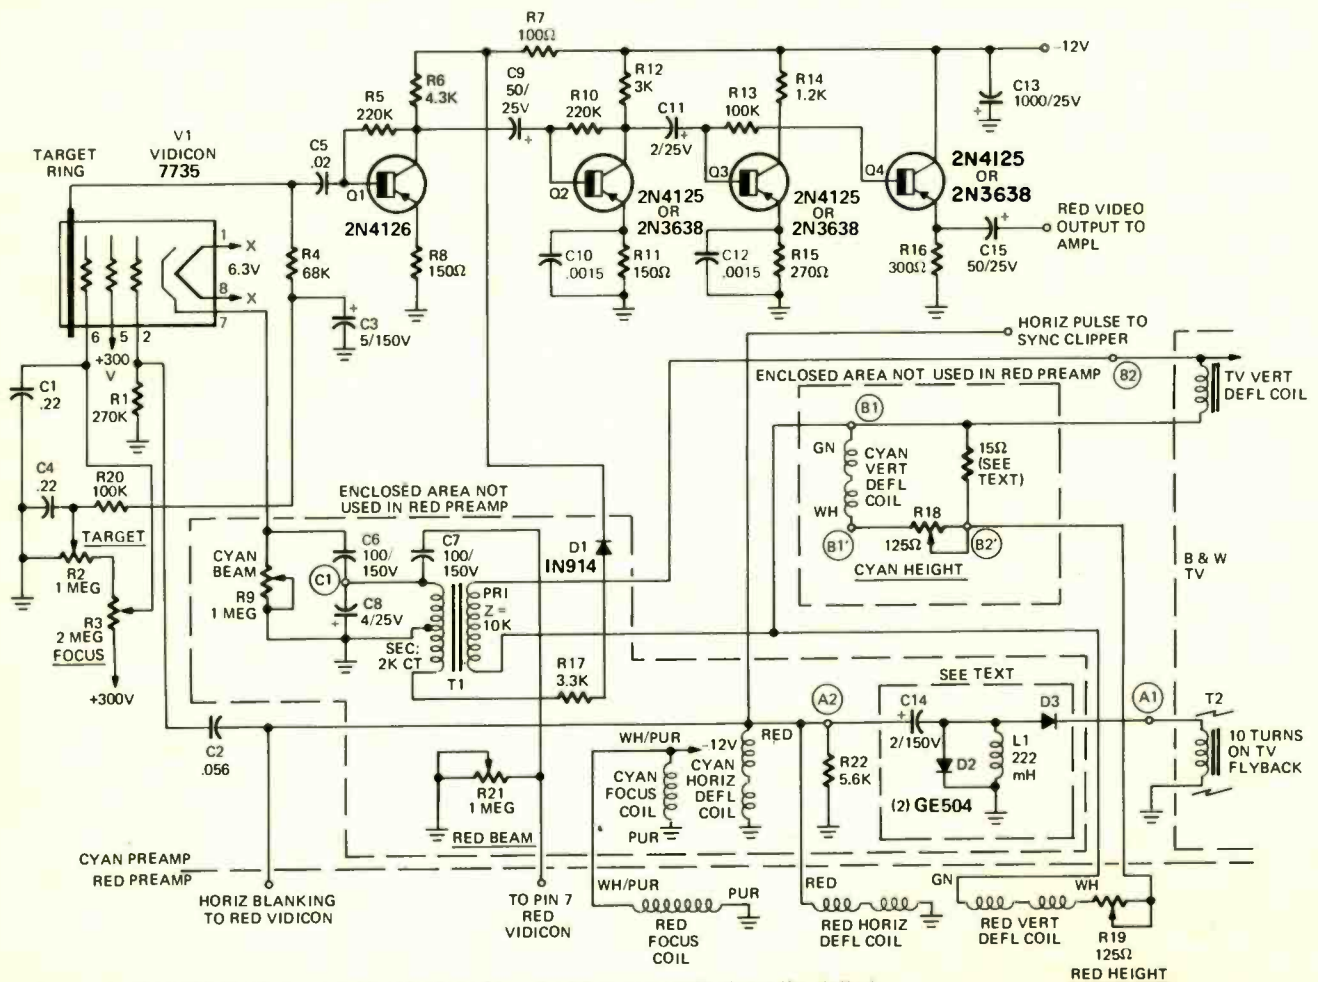 R7
100Ω
-12V
R6
4.3K
R5
220K
C9
50/
25V
R10
220K
R12
3K
C11
2/25V
R13
100K
R14
1.2K
C13
1000/25V
V1
VIDICON
7735
TARGET
RING
C5
.02
Q1
2N4126
Q2
2N4125
OR
2N3638
Q3
2N4125
OR
2N3638
Q4
2N4125
OR
2N3638
RED VIDEO
OUTPUT TO
AMPL
1
X
6.3V
8
X
7
R4
68K
R8
150Ω
C10
.0015
R11
150Ω
C12
.0015
R15
270Ω
R16
300Ω
C15
50/25V
C3
5/150V
6
5
2
+300
V
C1
.22
R1
270K
HORIZ PULSE TO
SYNC CLIPPER
ENCLOSED AREA NOT USED IN RED PREAMP
B2
TV VERT
DEFL COIL
B1
GN
CYAN
VERT
DEFL
COIL
WH
15Ω
(SEE
TEXT)
R18
125Ω
B1'
B2'
CYAN HEIGHT
B & W
TV
C4
.22
R20
100K
TARGET
R2
1 MEG
R3
2 MEG
FOCUS
+300V
ENCLOSED AREA NOT
USED IN RED PREAMP
CYAN
BEAM
R9
1 MEG
C6
100/
150V
C7
100/
150V
C1
C8
4/25V
D1
IN914
PRI
Z =
10K
SEC:
2K CT
T1
R17
3.3K
C2
.056
SEE TEXT
A2
C14
2/150V
D3
A1
T2
L1
222
mH
D2
(2) GE504
10 TURNS
ON TV
FLYBACK
R22
5.6K
RED
WH/PUR
-12V
CYAN
FOCUS
COIL
PUR
CYAN
HORIZ
DEFL
COIL
R21
1 MEG
RED BEAM
CYAN PREAMP
RED PREAMP
HORIZ BLANKING
TO RED VIDICON
TO PIN 7
RED
VIDICON
WH/PUR
PUR
RED
FOCUS
COIL
RED
RED HORIZ
DEFL COIL
GN
WH
RED VERT
DEFL COIL
R19
125Ω
RED HEIGHT